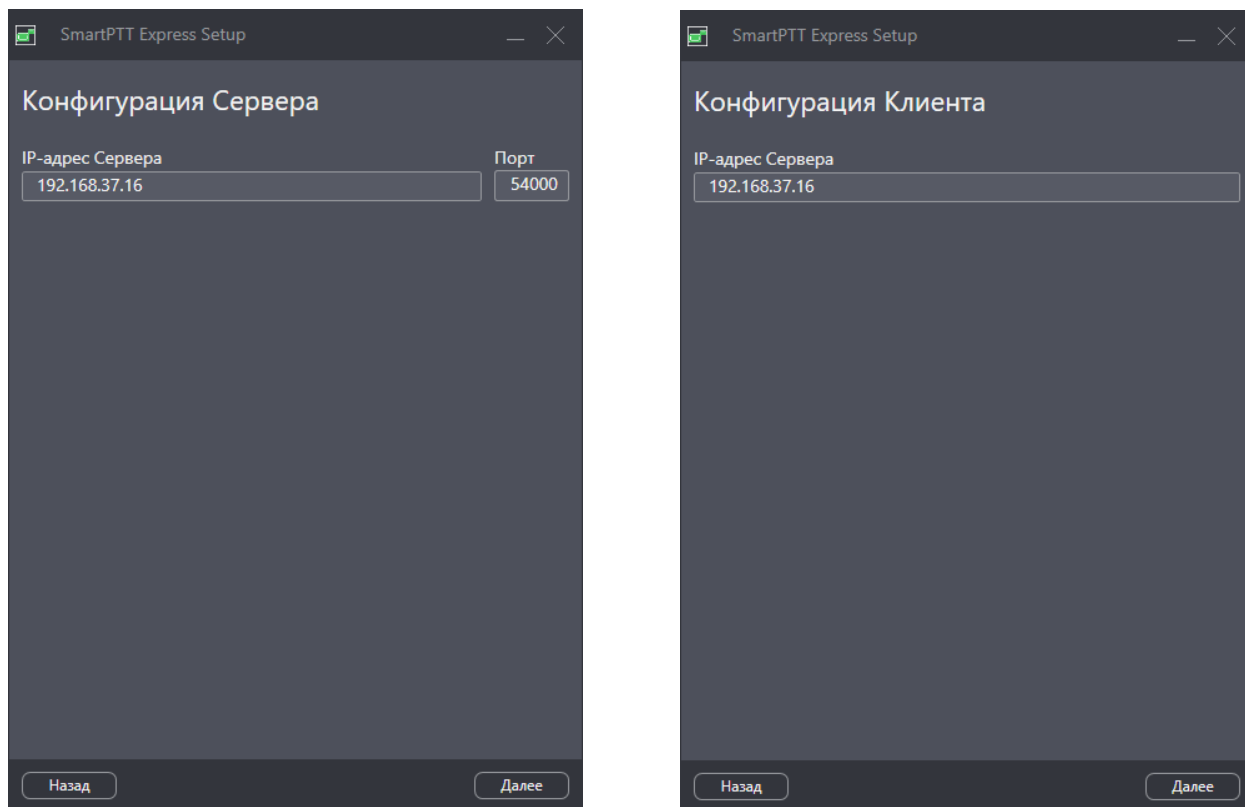 SmartPTT Express Setup
Конфигурация Сервера
IP-адрес Сервера Порт
192.168.37.16 54000
Назад Далее
SmartPTT Express Setup
Конфигурация Клиента
IP-адрес Сервера
192.168.37.16
Назад Далее